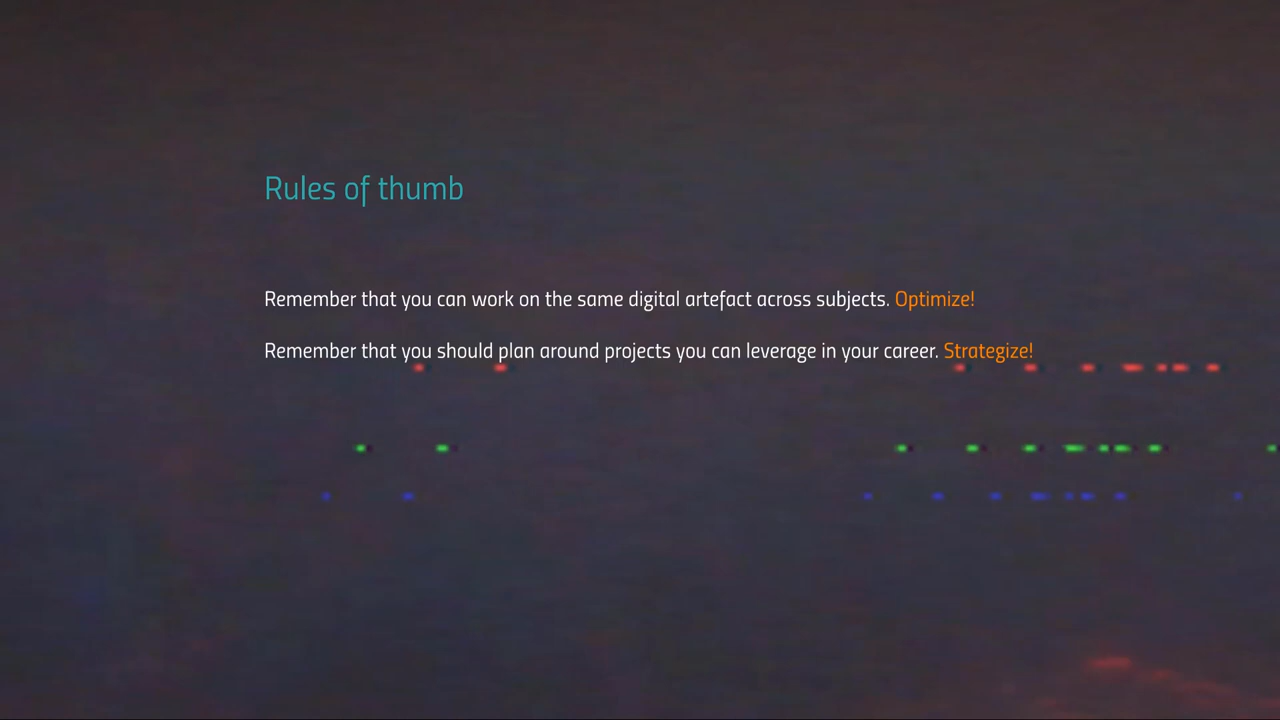 Rules of thumb
Remember that you can work on the same digital artefact across subjects. Optimize!
Remember that you should plan around projects you can leverage in your career. Strategize!